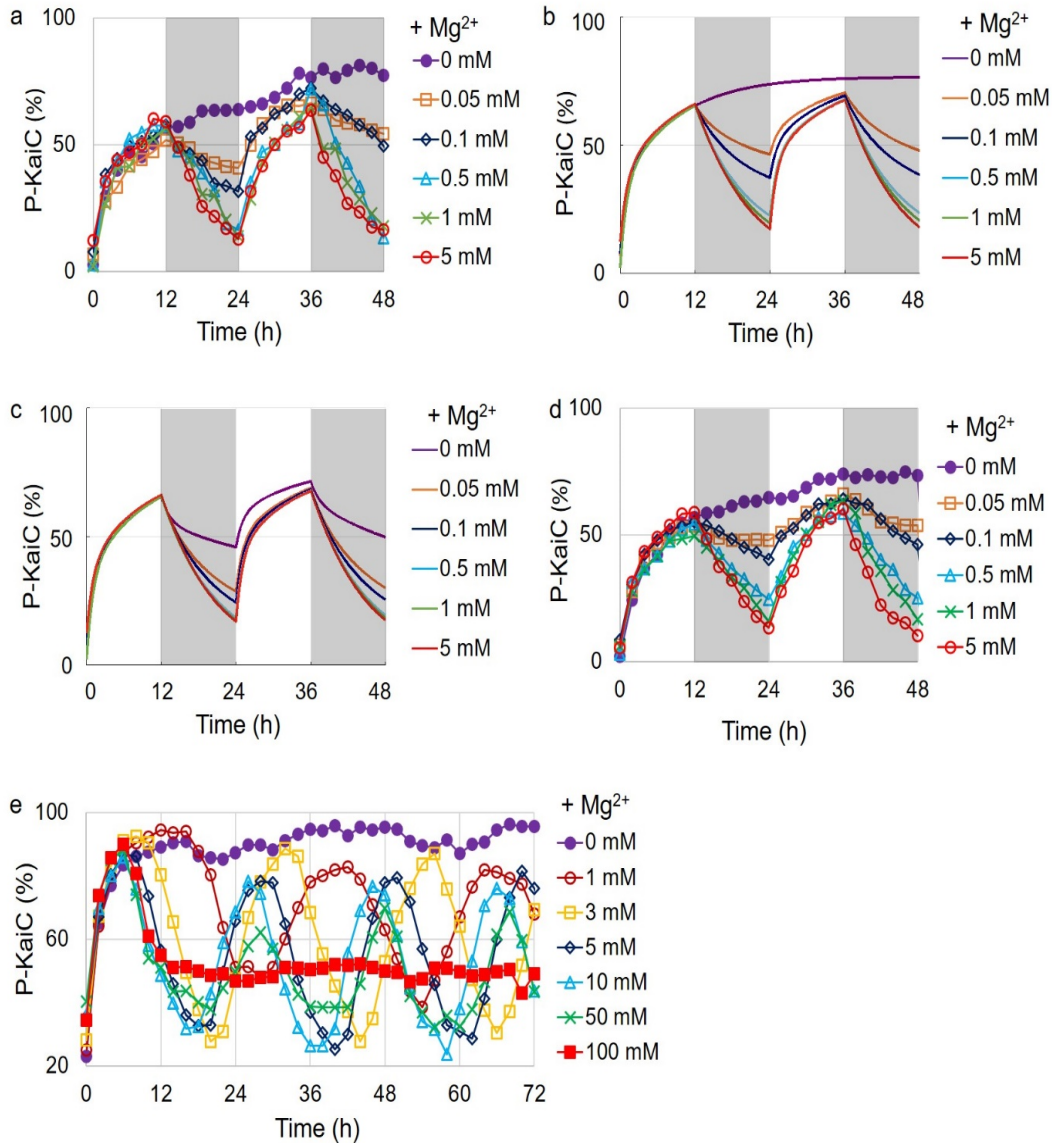 a
+ Mg²⁺
100
50
0
P-KaiC (%)
0 12 24 36 48
Time (h)
0 mM
0.05 mM
0.1 mM
0.5 mM
1 mM
5 mM
b
+ Mg²⁺
100
50
0
P-KaiC (%)
0 12 24 36 48
Time (h)
0 mM
0.05 mM
0.1 mM
0.5 mM
1 mM
5 mM
c
+ Mg²⁺
100
50
0
P-KaiC (%)
0 12 24 36 48
Time (h)
0 mM
0.05 mM
0.1 mM
0.5 mM
1 mM
5 mM
d
+ Mg²⁺
100
50
0
P-KaiC (%)
0 12 24 36 48
Time (h)
0 mM
0.05 mM
0.1 mM
0.5 mM
1 mM
5 mM
e
+ Mg²⁺
100
60
20
P-KaiC (%)
0 12 24 36 48 60 72
Time (h)
0 mM
1 mM
3 mM
5 mM
10 mM
50 mM
100 mM